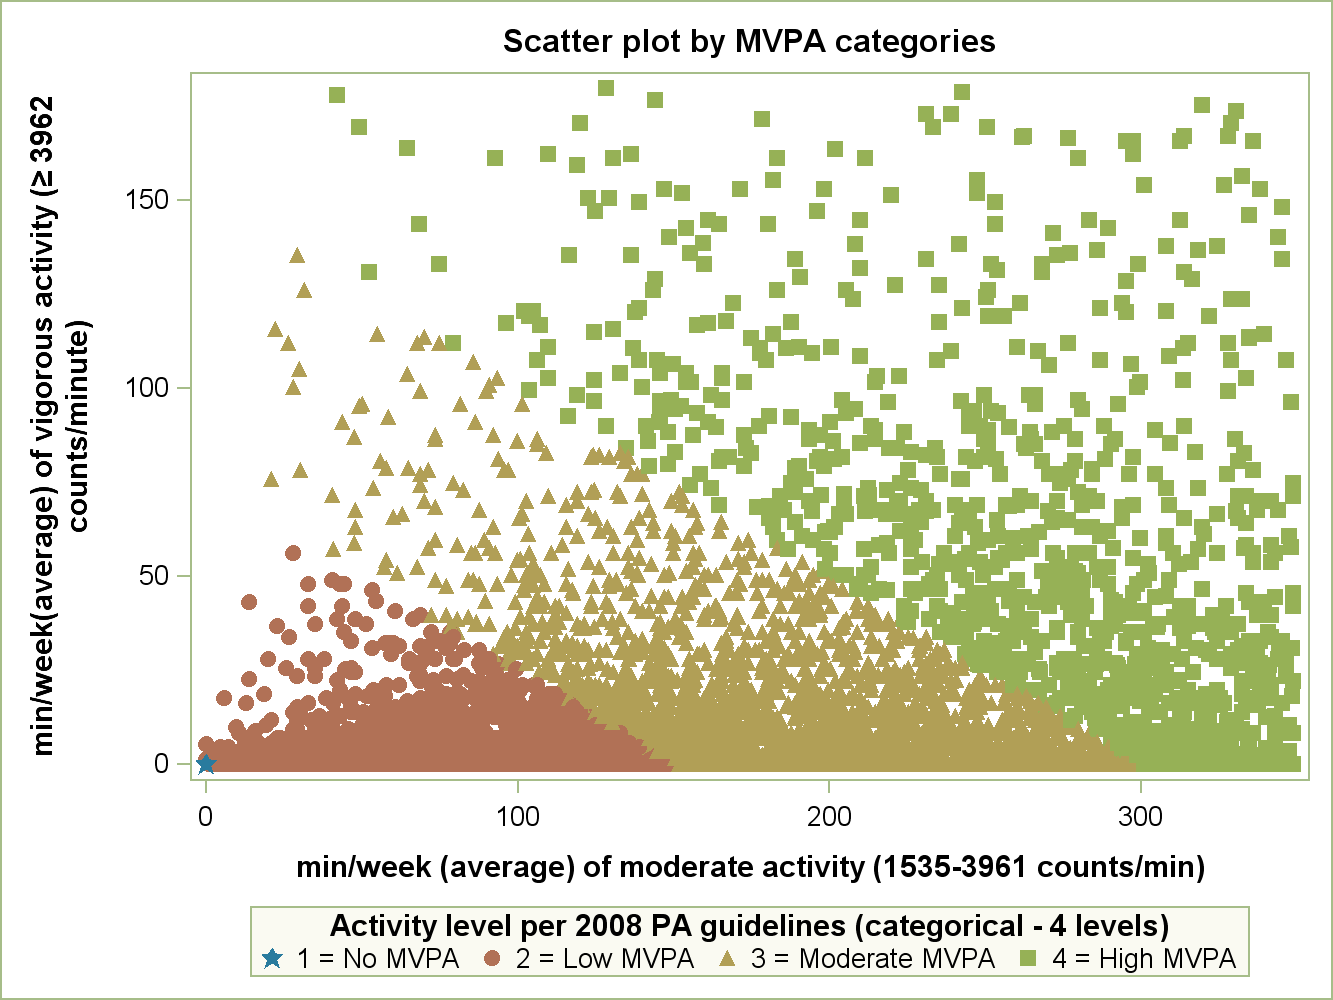 Scatter plot by MVPA categories
min/week(average) of vigorous activity (≥ 3962
counts/minute)
150
100
50
0
0 100 200 300
min/week (average) of moderate activity (1535-3961 counts/min)
Activity level per 2008 PA guidelines (categorical - 4 levels)
1 = No MVPA 2 = Low MVPA 3 = Moderate MVPA 4 = High MVPA